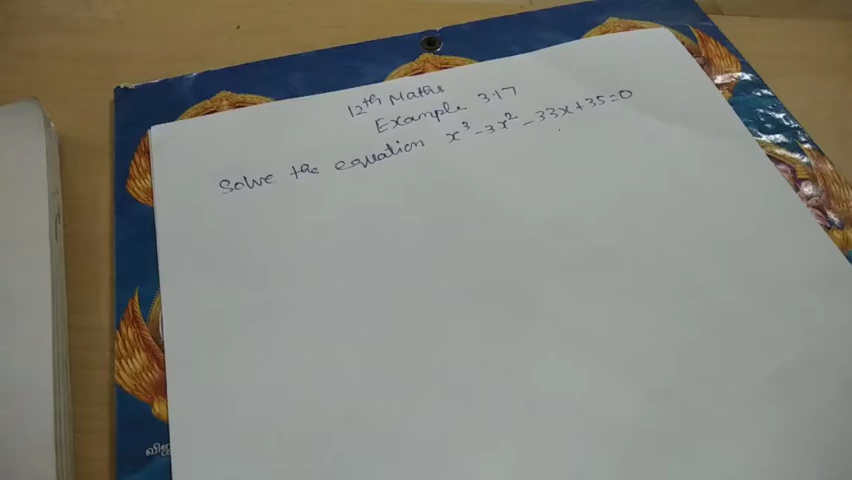 12th Maths
Example 3.17
Solve the equation x³ - 3x² - 33x + 35 = 0